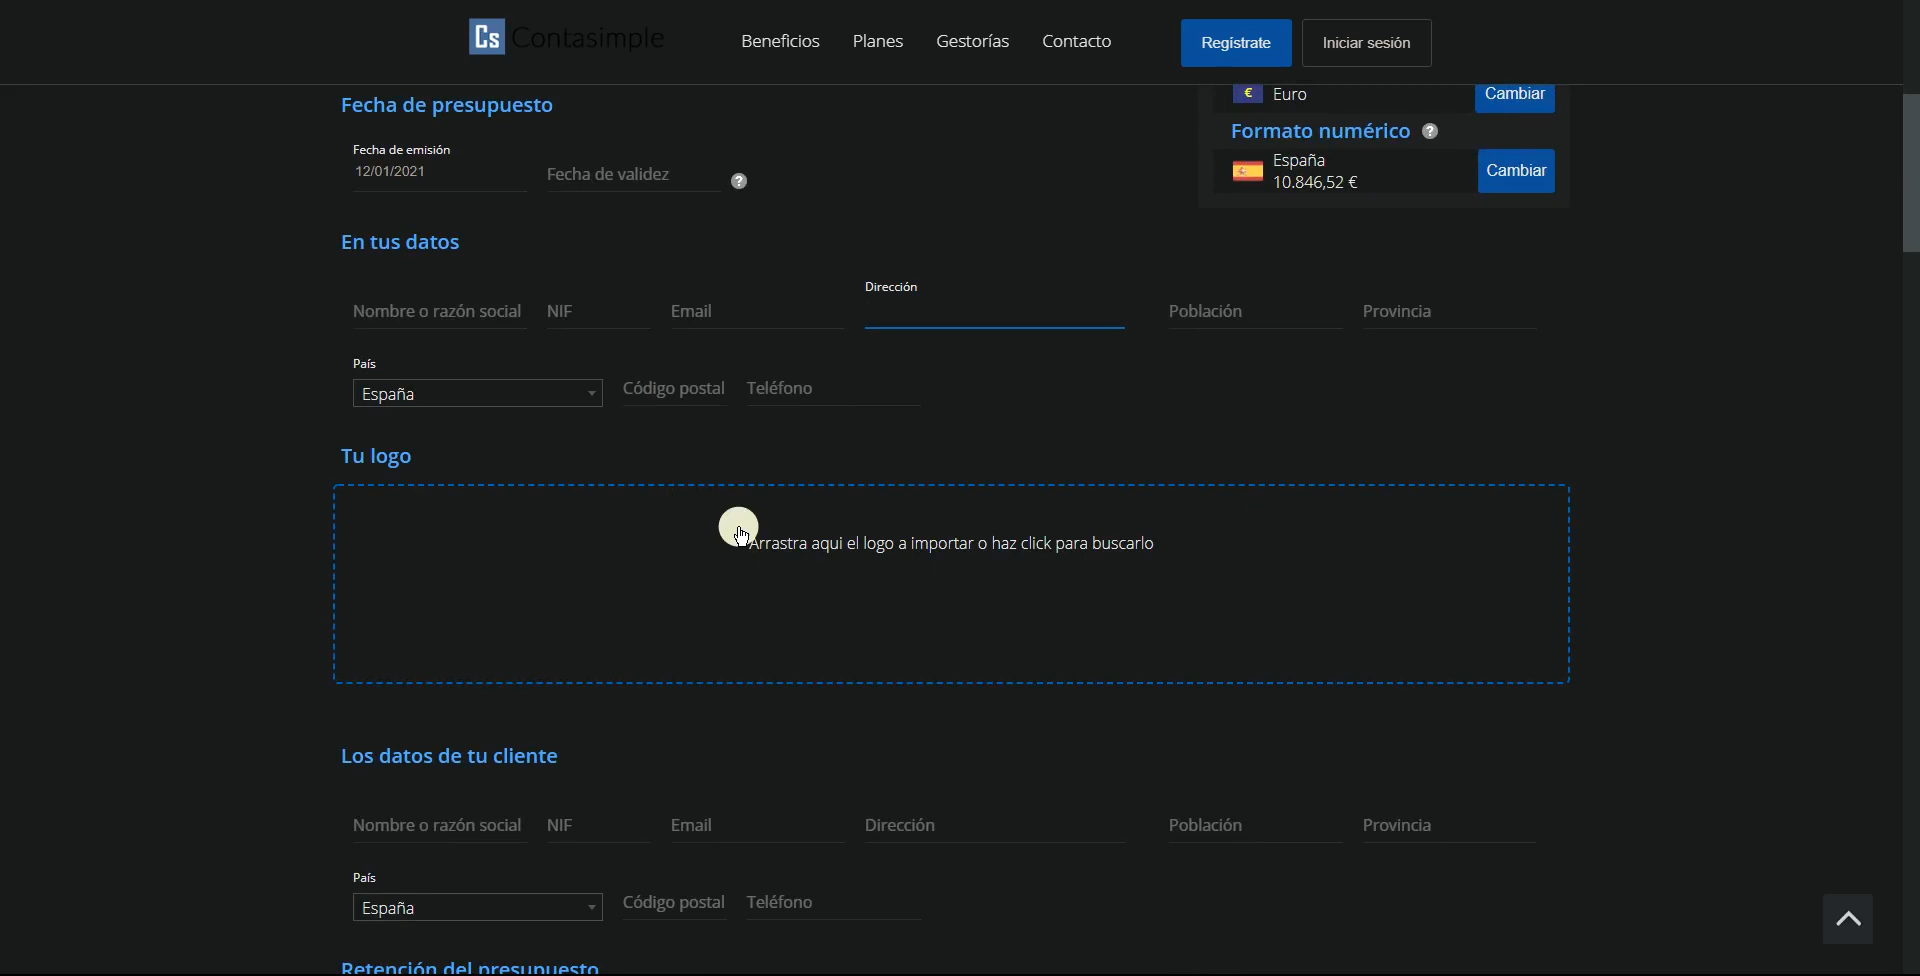 Cs Contasimple
Beneficios Planes Gestorías Contacto Regístrate Iniciar sesión
€ Euro Cambiar
Fecha de presupuesto
Formato numérico ?
Fecha de emisión
12/01/2021
Fecha de validez ?
España
10.846,52 €
Cambiar
En tus datos
Nombre o razón social NIF Email Dirección Población Provincia
País
España Código postal Teléfono
Tu logo
Arrastra aqui el logo a importar o haz click para buscarlo
Los datos de tu cliente
Nombre o razón social NIF Email Dirección Población Provincia
País
España Código postal Teléfono
Retención del presupuesto